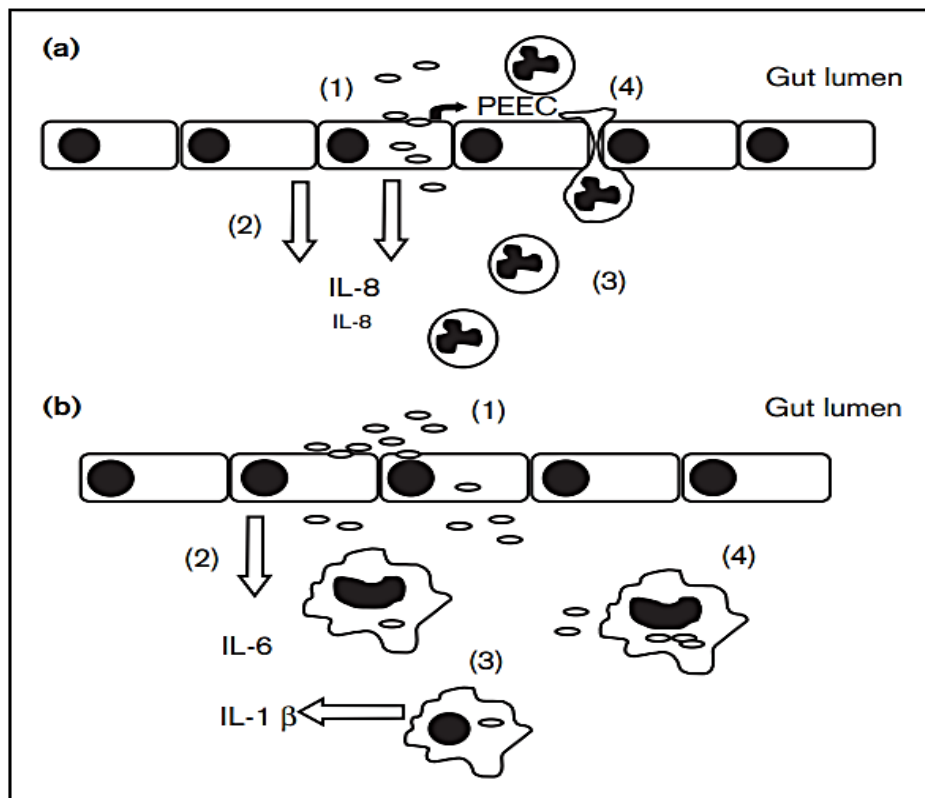 (a)
Gut lumen
(1)
(4)
PEEC
(2)
IL-8
(3)
IL-8
(b)
(1)
Gut lumen
(2)
(4)
IL-6
(3)
IL-1 β